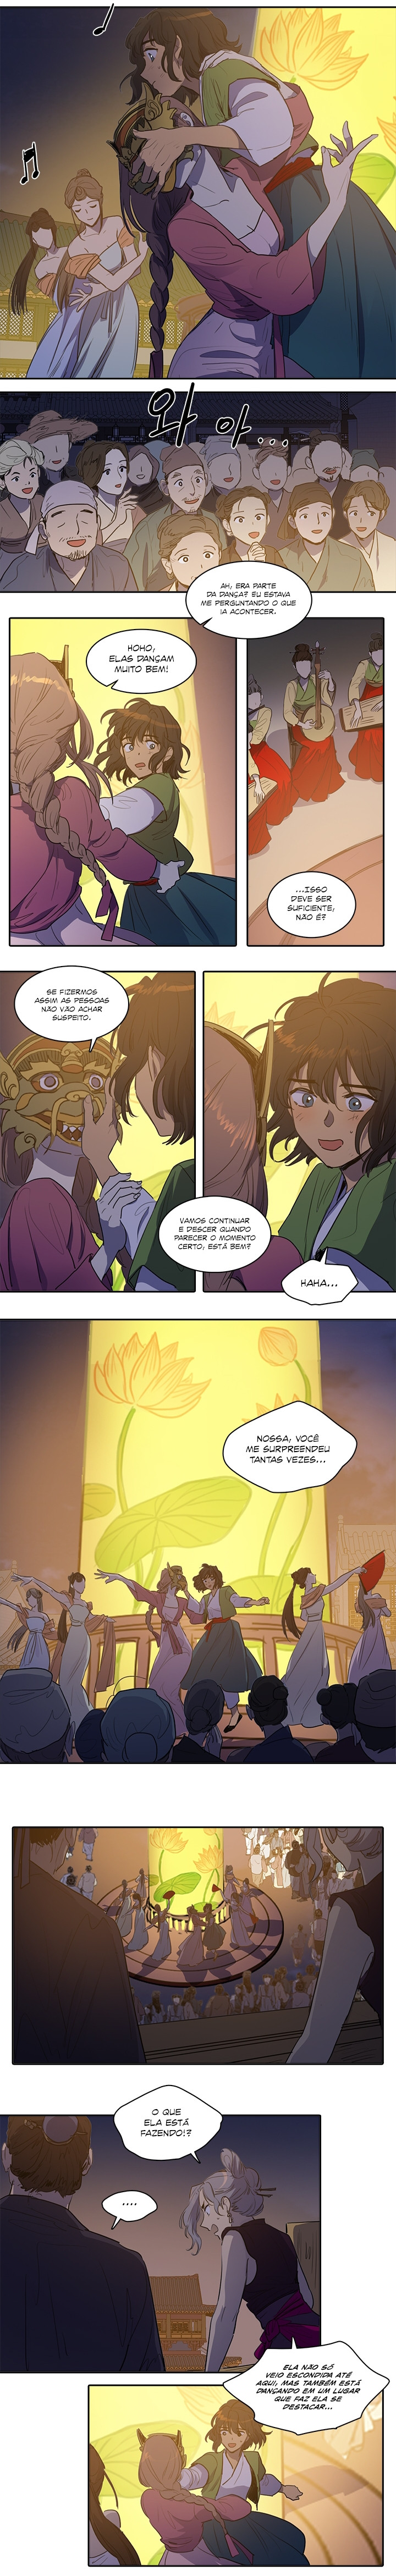 와 아...
AH, ERA PARTE
DA DANÇA? EU ESTAVA
ME PERGUNTANDO O QUE
IA ACONTECER.
HOHO,
ELAS DANÇAM
MUITO BEM!
...ISSO
DEVE SER
SUFICIENTE,
NÃO É?
SE FIZERMOS
ASSIM AS PESSOAS
NÃO VÃO ACHAR
SUSPEITO.
VAMOS CONTINUAR
E DESCER QUANDO
PARECER O MOMENTO
CERTO, ESTÁ BEM?
HAHA...
NOSSA, VOCÊ
ME SURPREENDEU
TANTAS VEZES...
O QUE
ELA ESTÁ
FAZENDO!?
....
ELA NÃO SÓ
VEIO ESCONDIDA ATÉ
AQUI, MAS TAMBÉM ESTÁ
DANÇANDO EM UM LUGAR
QUE FAZ ELA SE
DESTACAR...